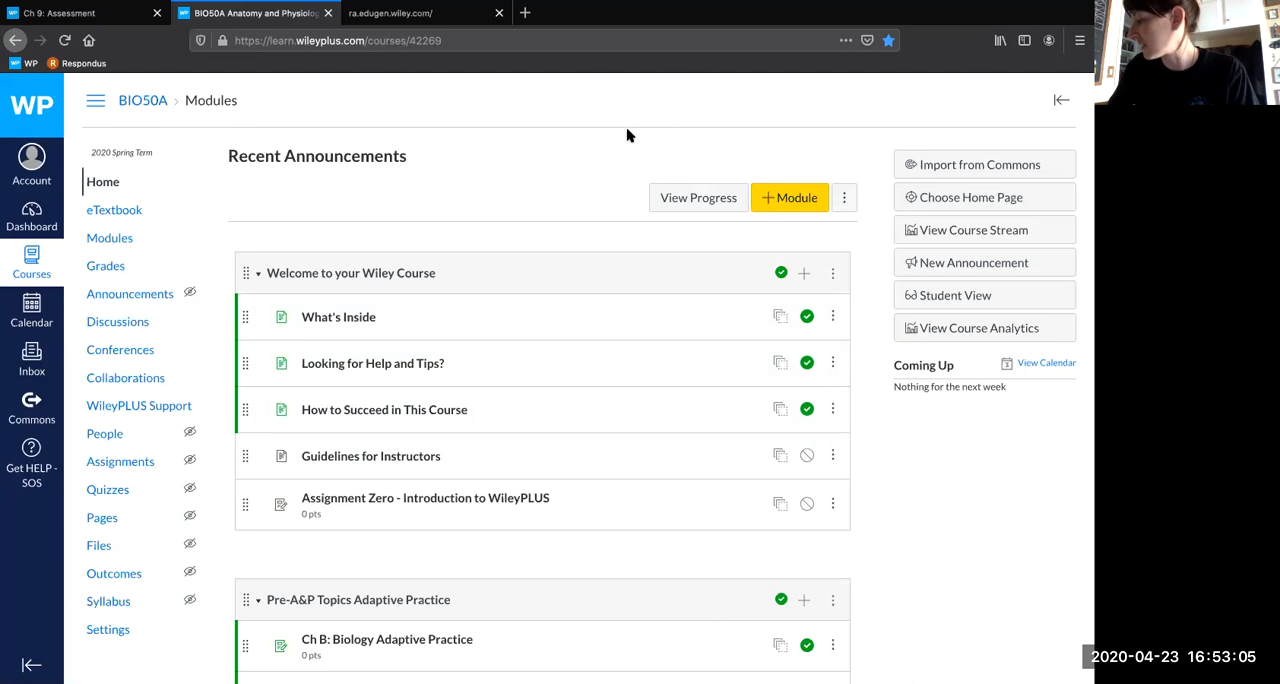 Ch 9: Assessment
BIO50A Anatomy and Physiolog
ra.edugen.wiley.com/
https://learn.wileyplus.com/courses/42269
WP
Respondus
WP
BIO50A > Modules
Account
Dashboard
Courses
Calendar
Inbox
Commons
Get HELP -
SOS
2020 Spring Term
Home
eTextbook
Modules
Grades
Announcements
Discussions
Conferences
Collaborations
WileyPLUS Support
People
Assignments
Quizzes
Pages
Files
Outcomes
Syllabus
Settings
Recent Announcements
View Progress
+ Module
Welcome to your Wiley Course
What's Inside
Looking for Help and Tips?
How to Succeed in This Course
Guidelines for Instructors
Assignment Zero - Introduction to WileyPLUS
0 pts
Pre-A&P Topics Adaptive Practice
Ch B: Biology Adaptive Practice
0 pts
Import from Commons
Choose Home Page
View Course Stream
New Announcement
Student View
View Course Analytics
Coming Up
View Calendar
Nothing for the next week
2020-04-23 16:53:05